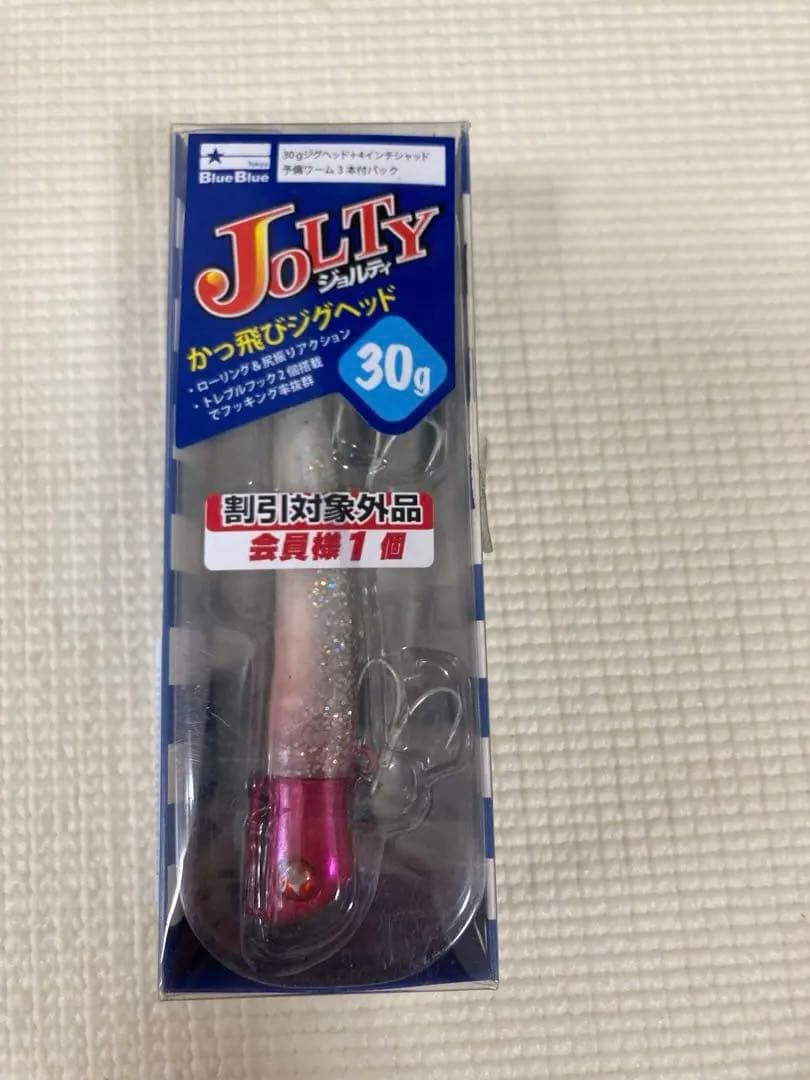 Tokyo
BlueBlue
30gジグヘッド+4インチシャッド
予備ワーム3本付パック
JOLTY
ジョルティ
かっ飛びジグヘッド
・ローリング&尻振りアクション
・トレブルフック2個搭載
でフッキング率抜群
30g
割引対象外品
会員様1個